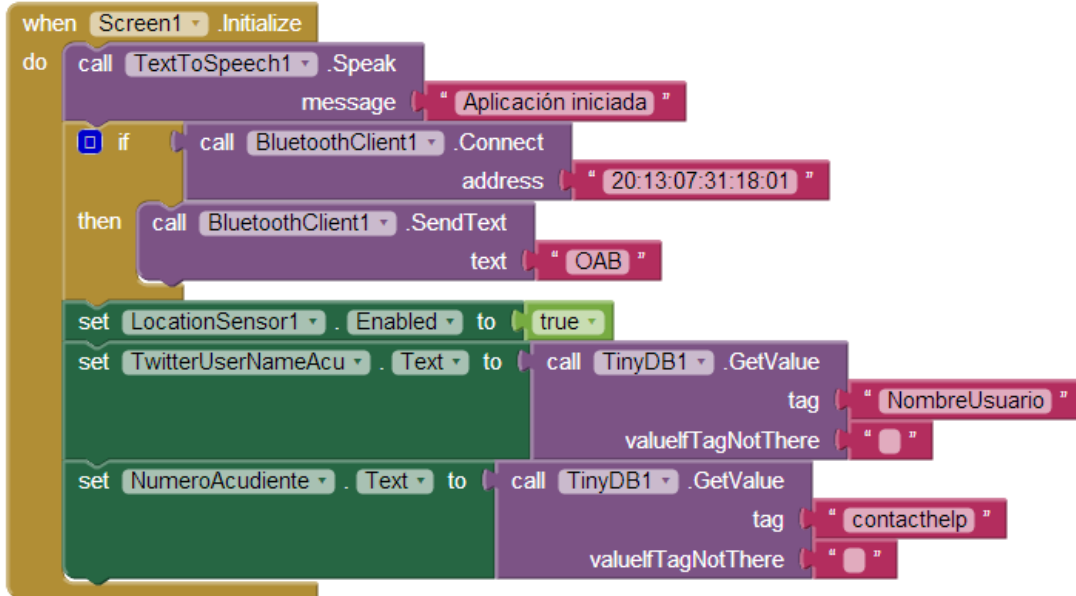 when Screen1 .Initialize
do call TextToSpeech1 .Speak
message " Aplicación iniciada "
if call BluetoothClient1 .Connect
address " 20:13:07:31:18:01 "
then call BluetoothClient1 .SendText
text " OAB "
set LocationSensor1 . Enabled to true
set TwitterUserNameAcu . Text to call TinyDB1 .GetValue
tag " NombreUsuario "
valueIfTagNotThere " "
set NumeroAcudiente . Text to call TinyDB1 .GetValue
tag " contacthelp "
valueIfTagNotThere " "